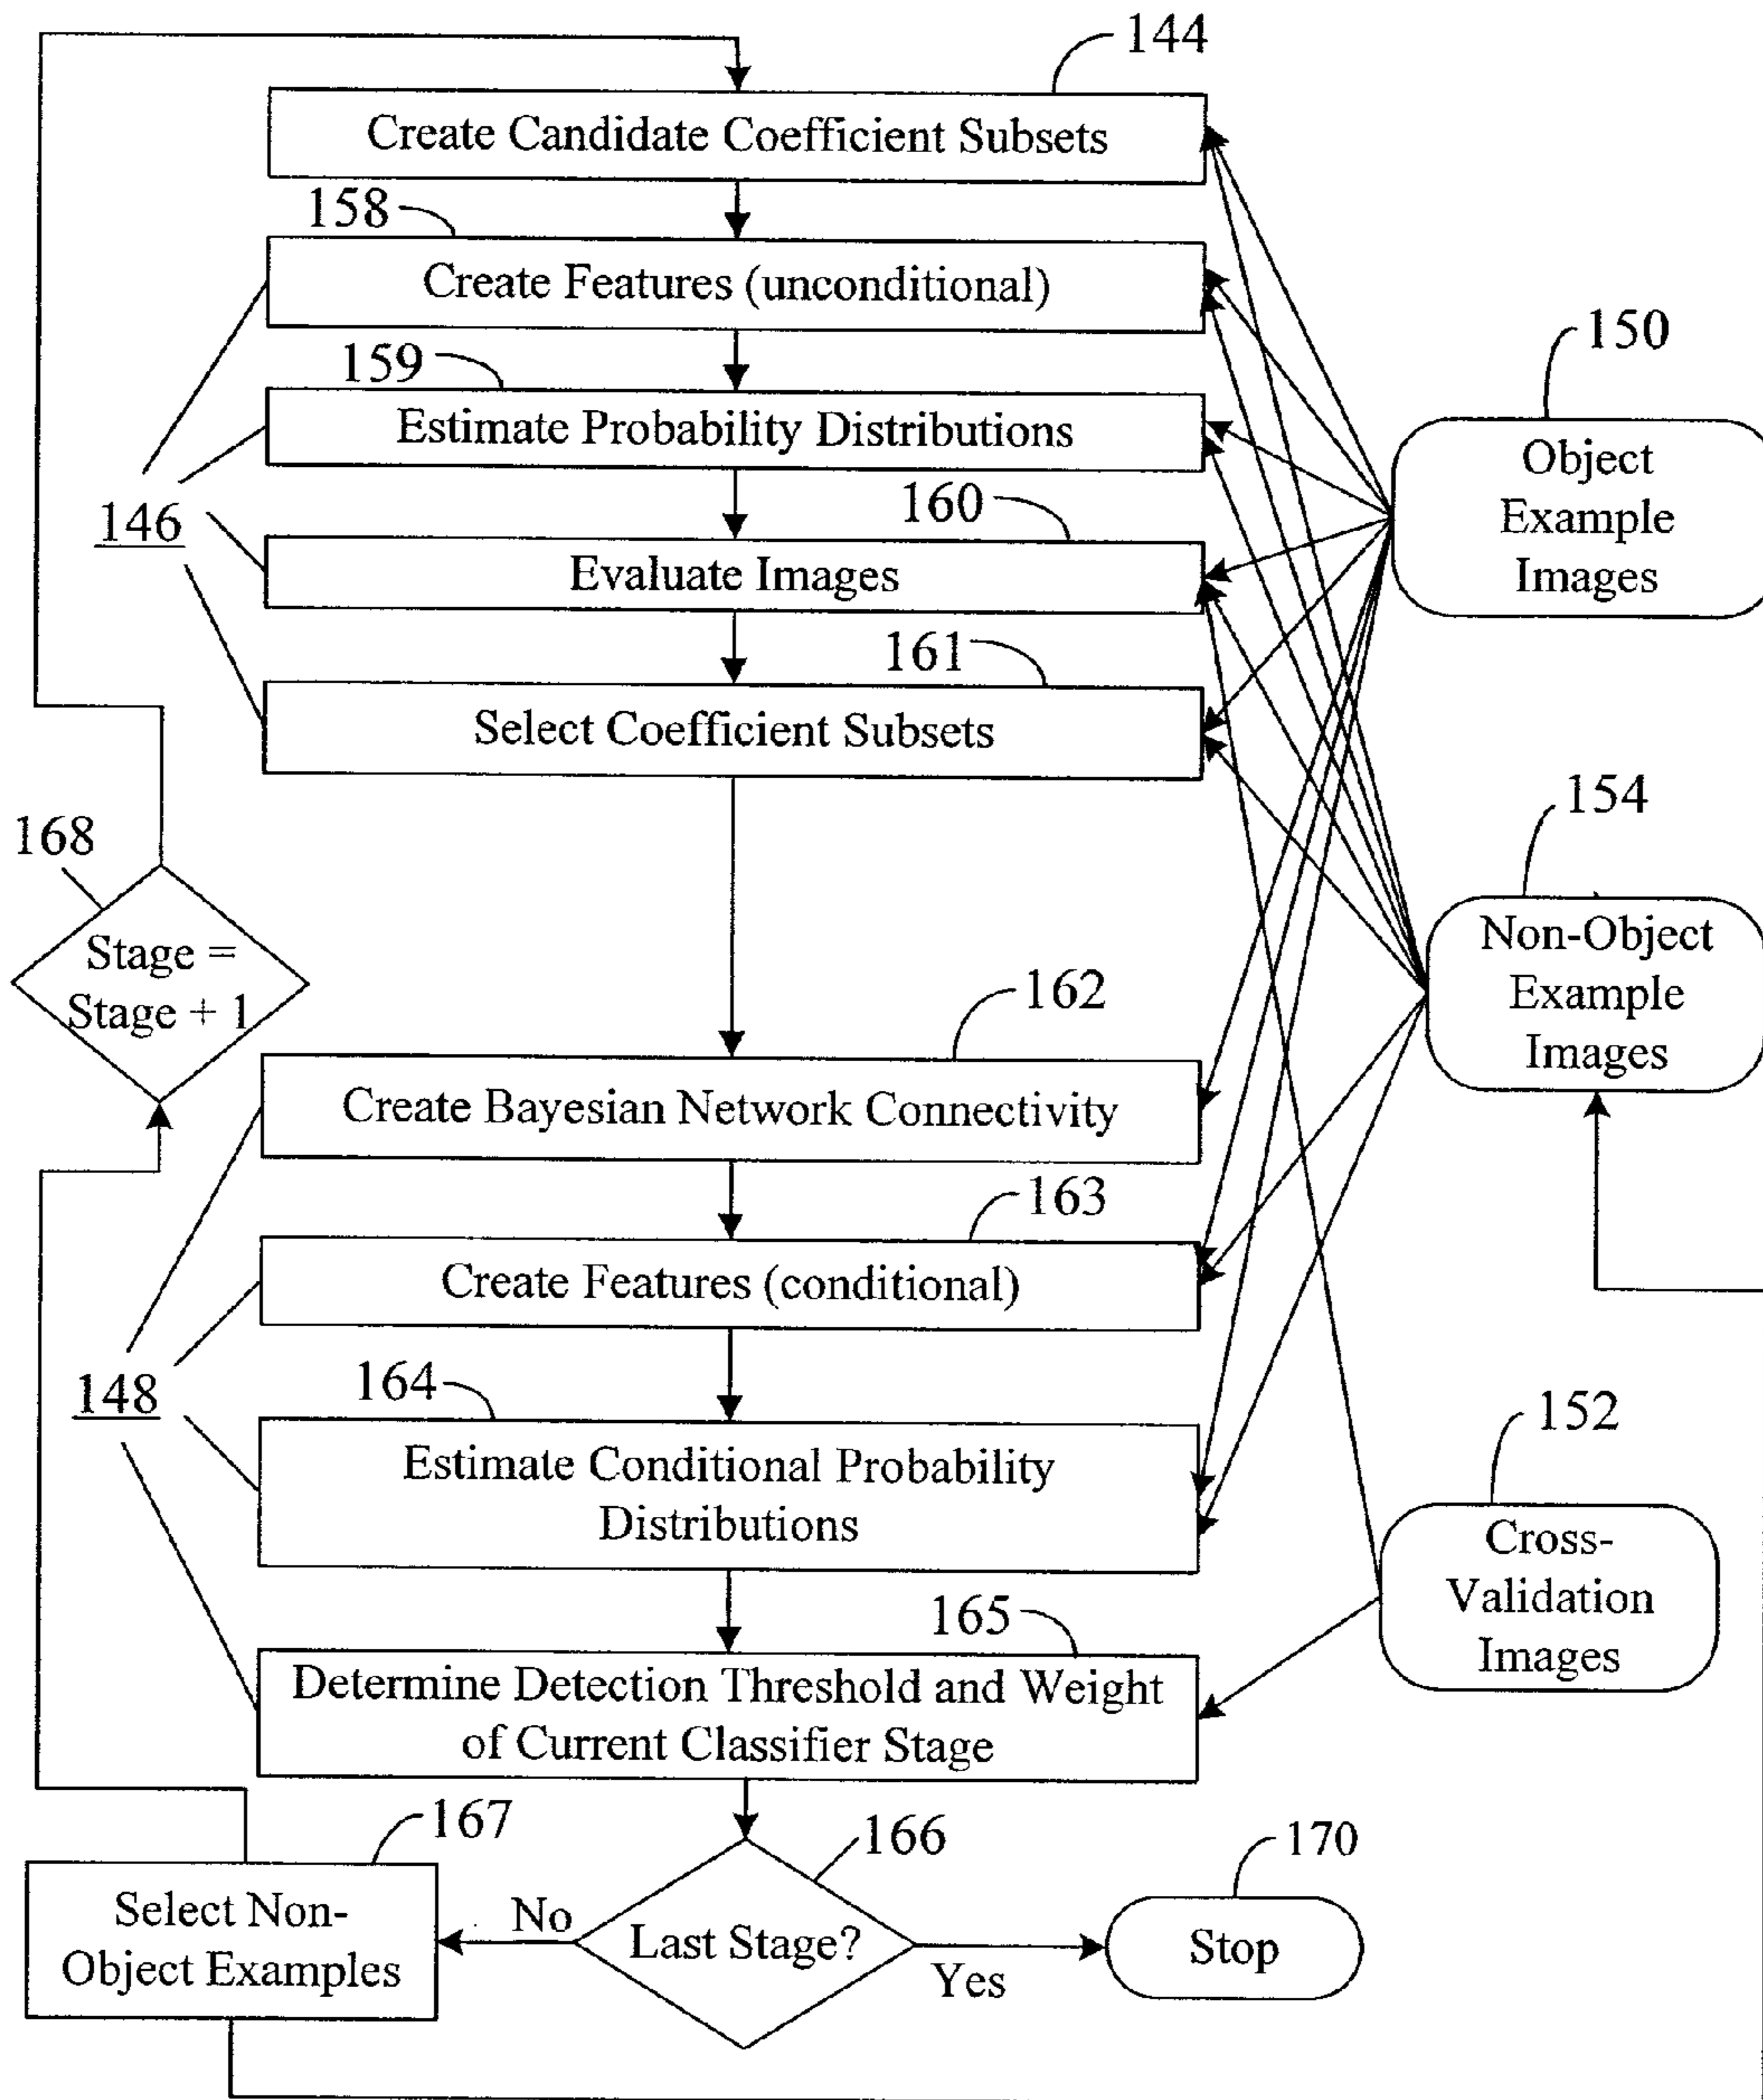 144
Create Candidate Coefficient Subsets
158
Create Features (unconditional)
159
Estimate Probability Distributions
150
Object
Example
Images
146
160
Evaluate Images
161
Select Coefficient Subsets
154
Non-Object
Example
Images
168
Stage =
Stage + 1
162
Create Bayesian Network Connectivity
163
Create Features (conditional)
148
164
Estimate Conditional Probability
Distributions
152
Cross-
Validation
Images
165
Determine Detection Threshold and Weight
of Current Classifier Stage
167
Select Non-
Object Examples
No
166
Last Stage?
Yes
170
Stop